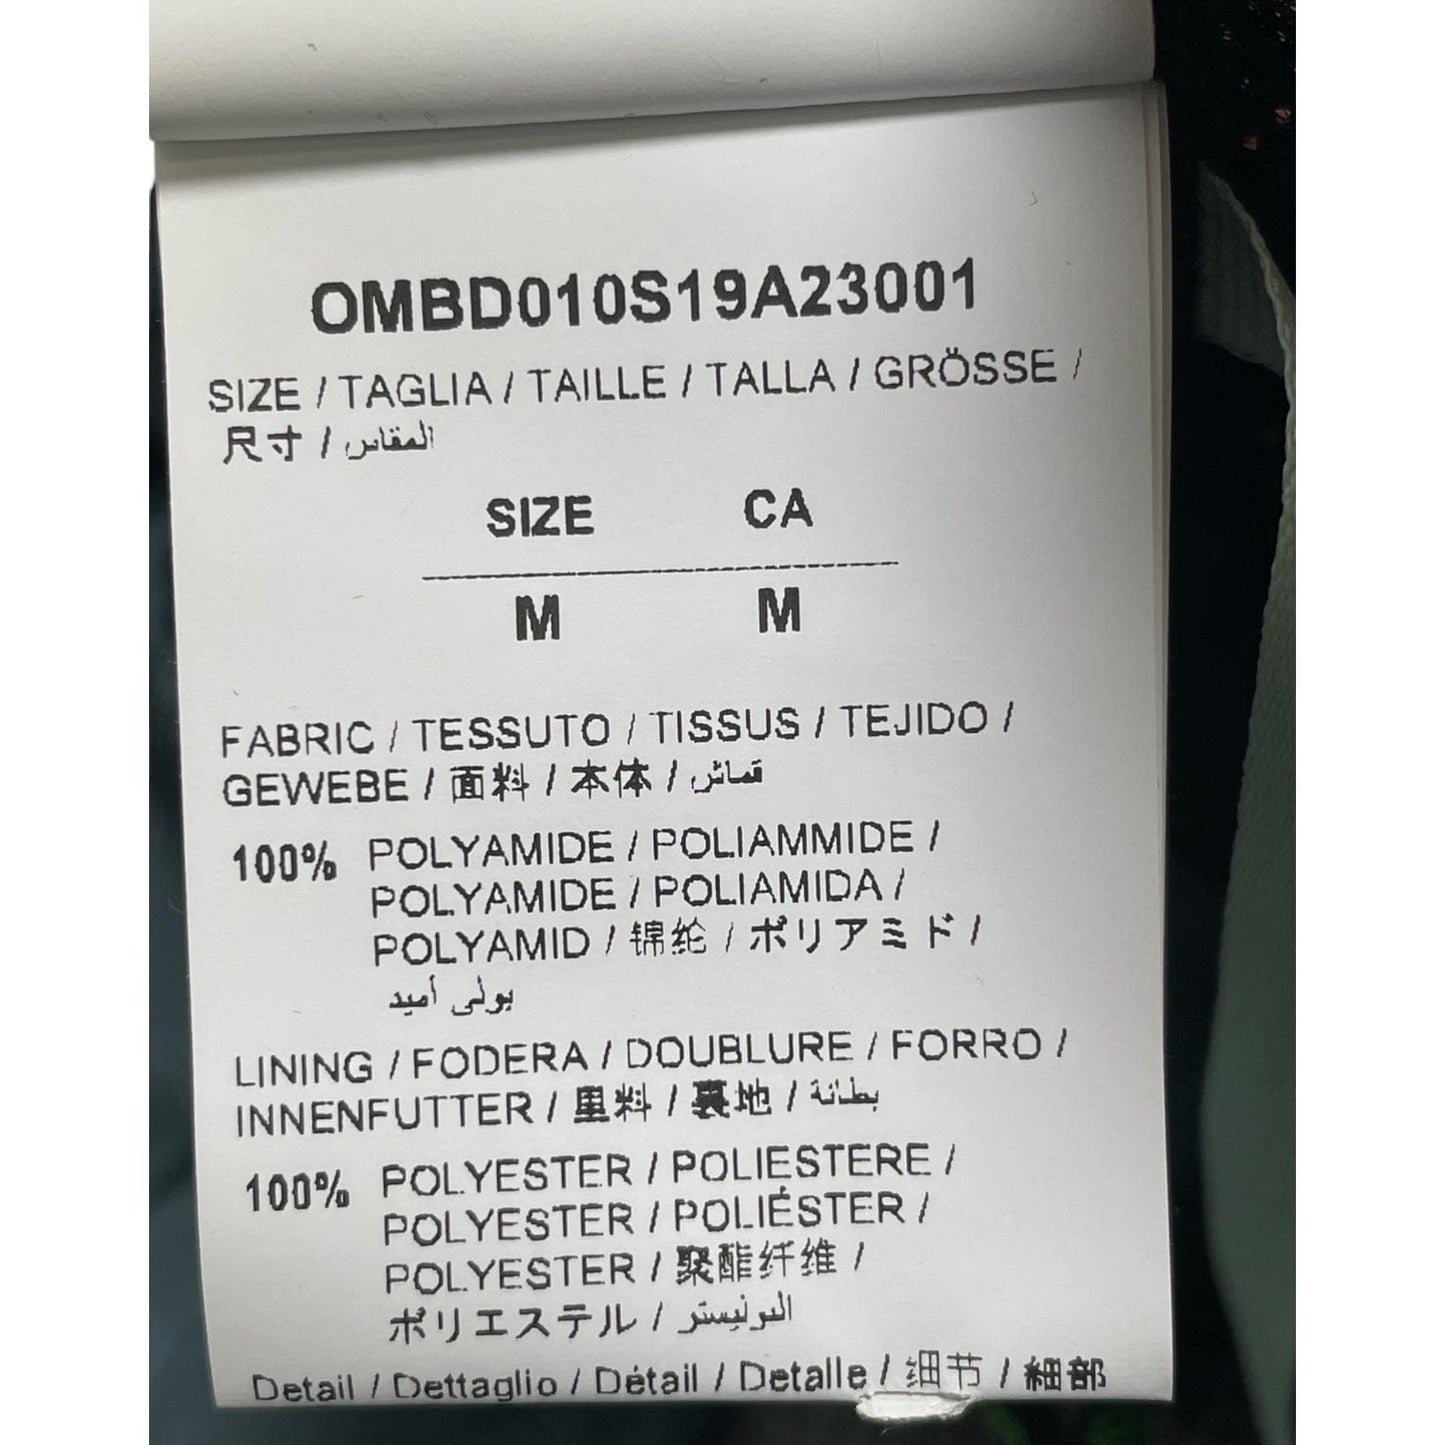 OMBD010S19A23001
SIZE / TAGLIA / TAILLE / TALLA / GRÖSSE /
尺寸 / المقاس
SIZE CA
M M
FABRIC / TESSUTO / TISSUS / TEJIDO /
GEWEBE / 面料 / 本体 / قماش
100% POLYAMIDE / POLIAMMIDE /
POLYAMIDE / POLIAMIDA /
POLYAMID / 锦纶 / ポリアミド /
بولي أميد
LINING / FODERA / DOUBLURE / FORRO /
INNENFUTTER / 里料 / 裏地 / بطانة
100% POLYESTER / POLIESTERE /
POLYESTER / POLIÉSTER /
POLYESTER / 聚酯纤维 /
ポリエステル / البوليستر
Detail / Dettaglio / Détail / Detalle / 细节 / 細部